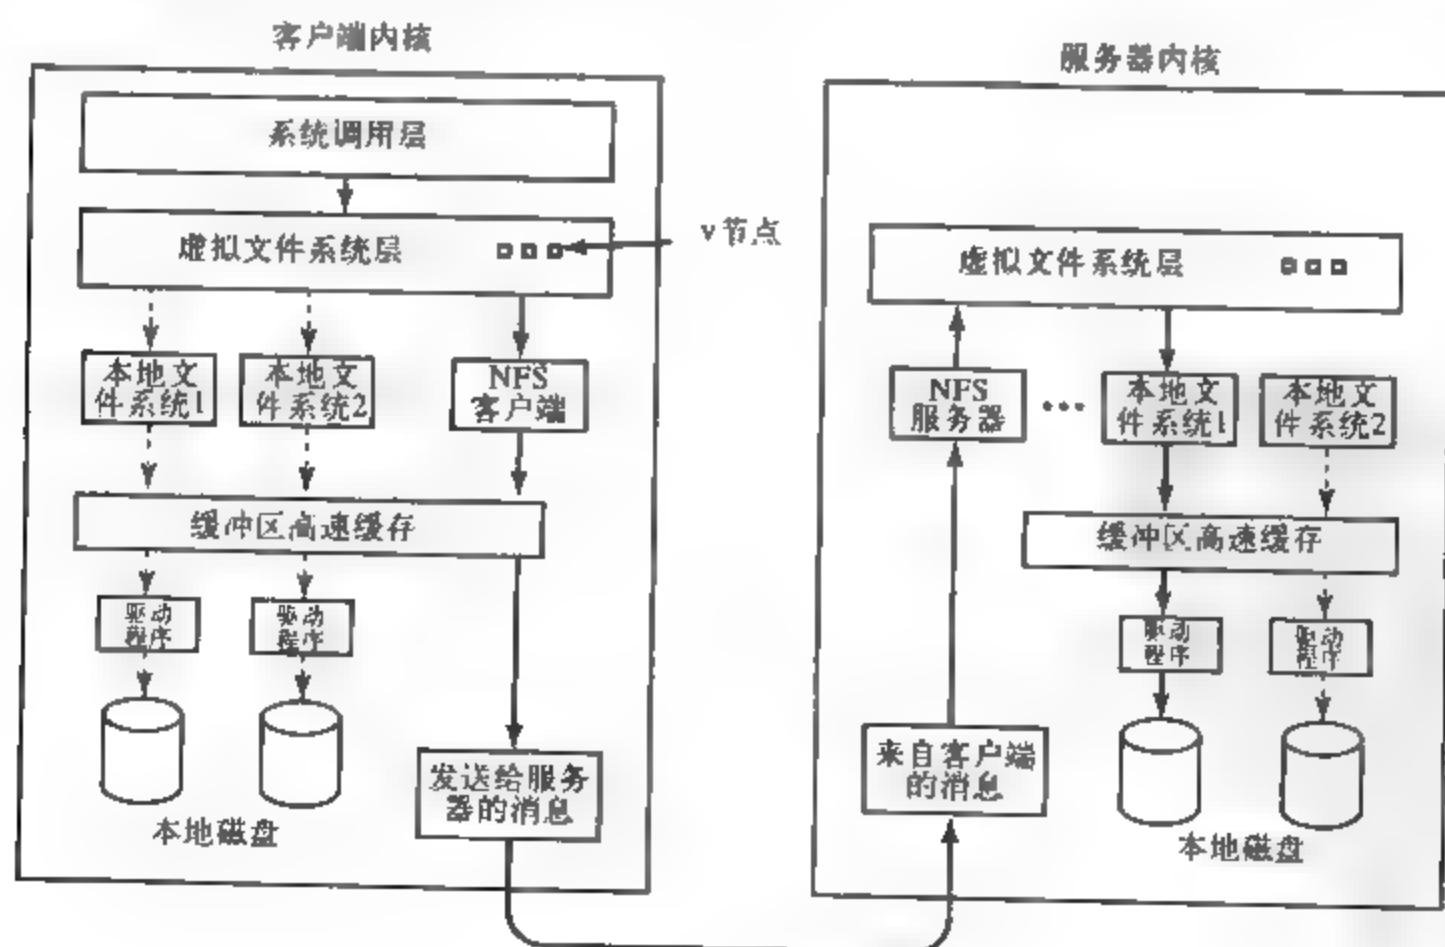 客户端内核
服务器内核
系统调用层
虚拟文件系统层
v节点
虚拟文件系统层
本地文
件系统1
本地文
件系统2
NFS
客户端
NFS
服务器
本地文
件系统1
本地文
件系统2
缓冲区高速缓存
缓冲区高速缓存
驱动
程序
驱动
程序
驱动
程序
驱动
程序
发送给服务
器的消息
来自客户端
的消息
本地磁盘
本地磁盘